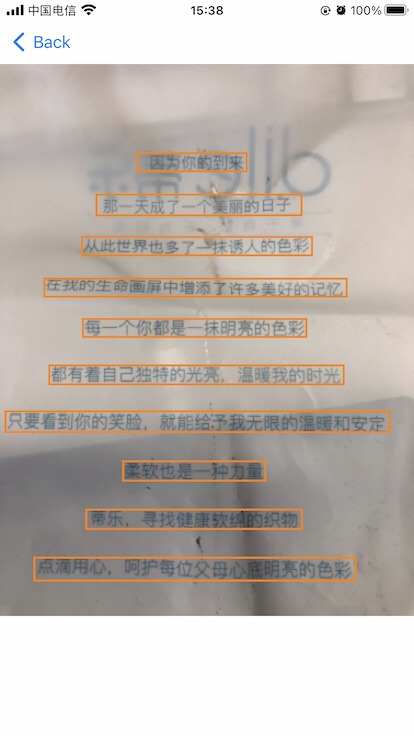 中国电信
15:38
100%
Back
因为你的到来
那一天成了一个美丽的日子
从此世界也多了一抹诱人的色彩
在我的生命画屏中增添了许多美好的记忆
每一个你都是一抹明亮的色彩
都有着自己独特的光亮，温暖我的时光
只要看到你的笑脸，就能给予我无限的温暖和安定
柔软也是一种力量
蒂乐，寻找健康软绵的织物
点滴用心，呵护每位父母心底明亮的色彩